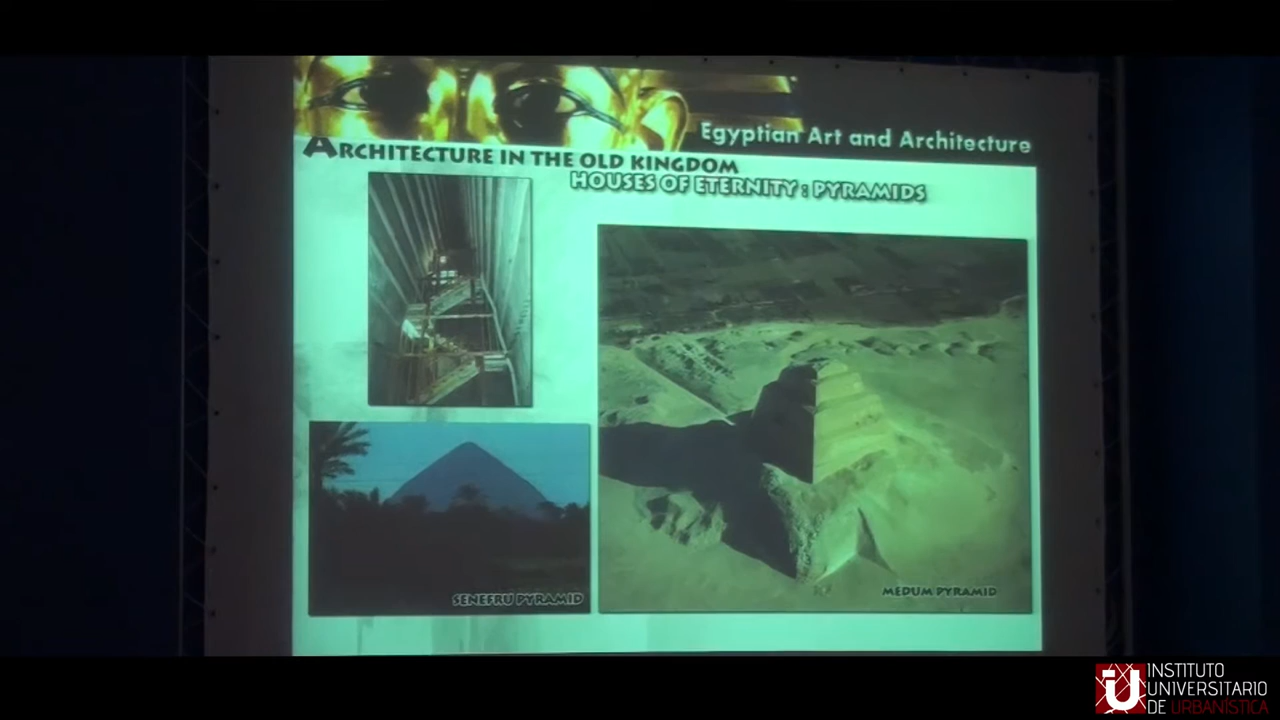 Egyptian Art and Architecture
ARCHITECTURE IN THE OLD KINGDOM
HOUSES OF ETERNITY : PYRAMIDS
SENEFRU PYRAMID
MEDUM PYRAMID
INSTITUTO
UNIVERSITARIO
DE URBANÍSTICA